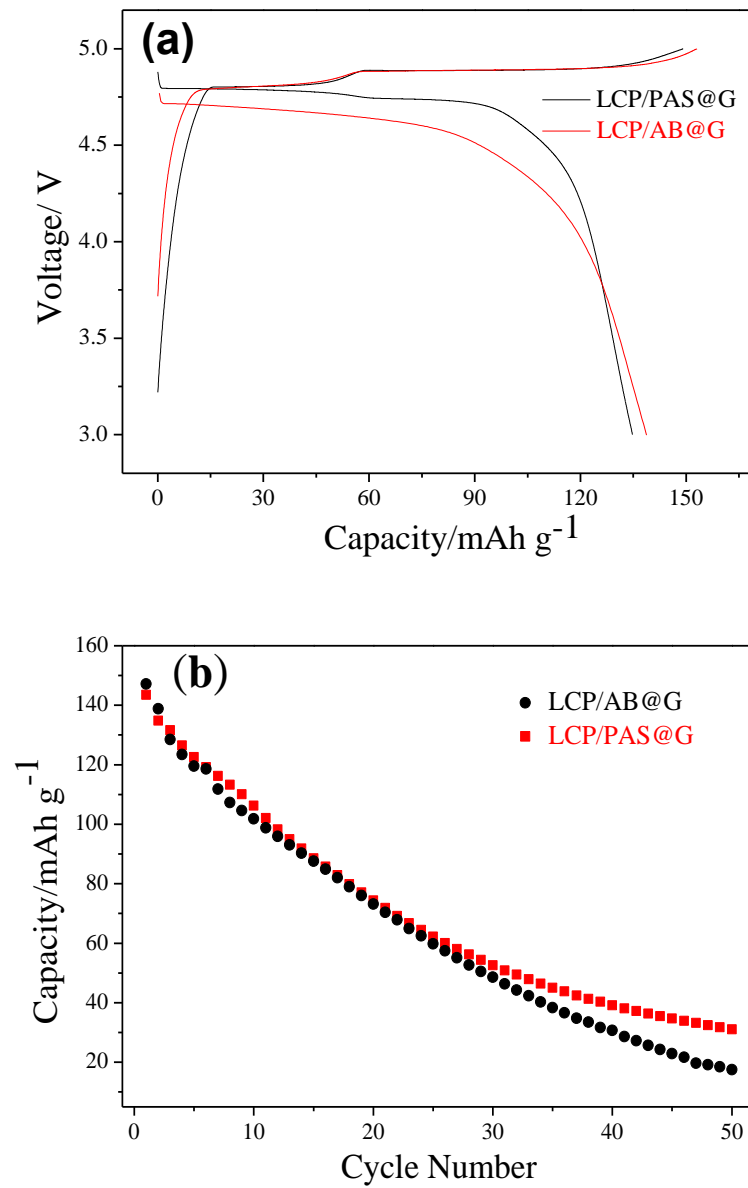 (a)
5.0
4.5
4.0
3.5
3.0
Voltage/ V
LCP/PAS@G
LCP/AB@G
0 30 60 90 120 150
Capacity/mAh g-1
(b)
160
140
120
100
80
60
40
20
Capacity/mAh g-1
LCP/AB@G
LCP/PAS@G
0 10 20 30 40 50
Cycle Number